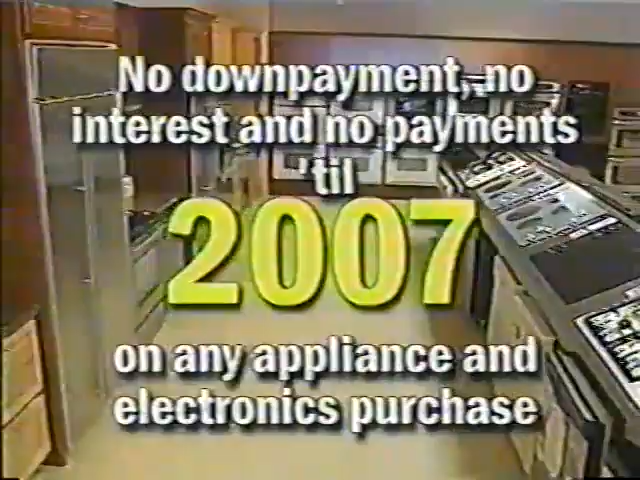 No downpayment, no
interest and no payments
'til
2007
on any appliance and
electronics purchase